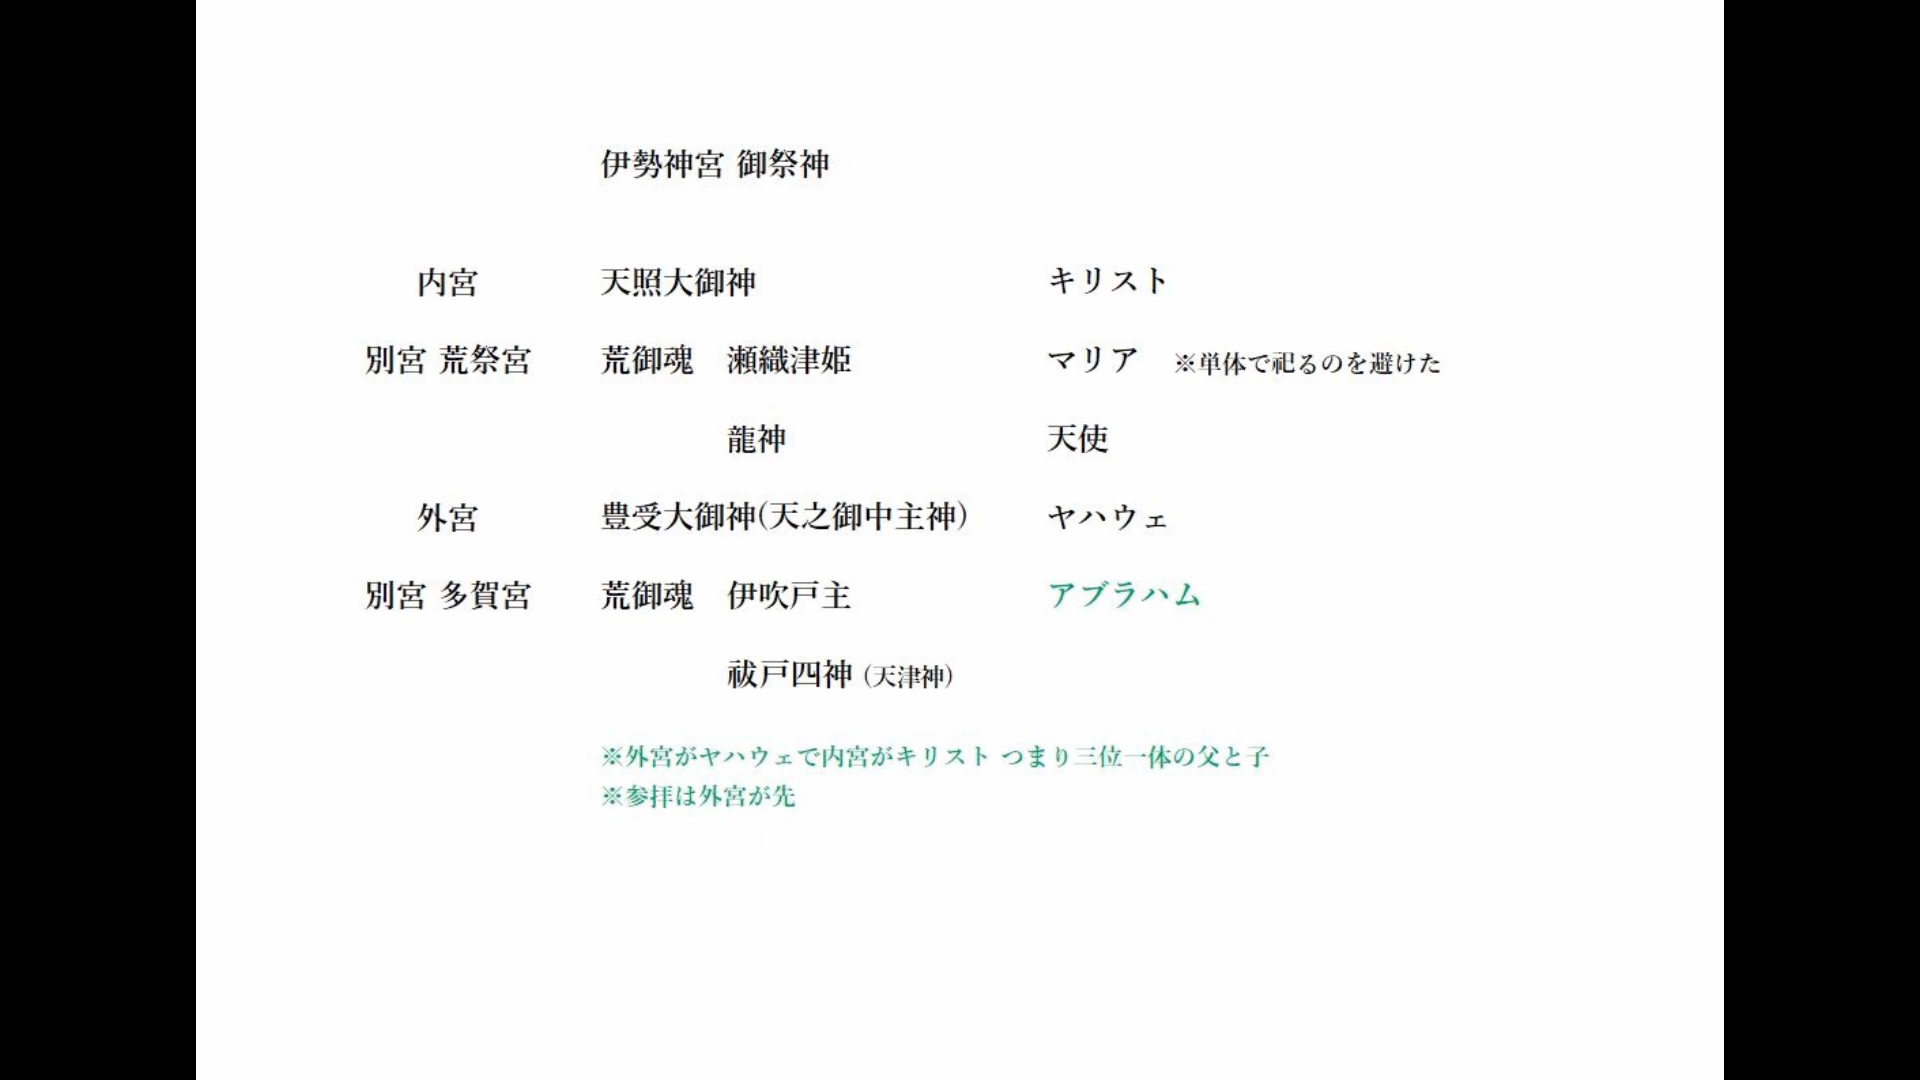 伊勢神宮 御祭神
内宮 天照大御神 キリスト
別宮 荒祭宮 荒御魂 瀬織津姫 マリア ※単体で祀るのを避けた
龍神 天使
外宮 豊受大御神(天之御中主神) ヤハウェ
別宮 多賀宮 荒御魂 伊吹戸主 アブラハム
祓戸四神 (天津神)
※外宮がヤハウェで内宮がキリスト つまり三位一体の父と子
※参拝は外宮が先